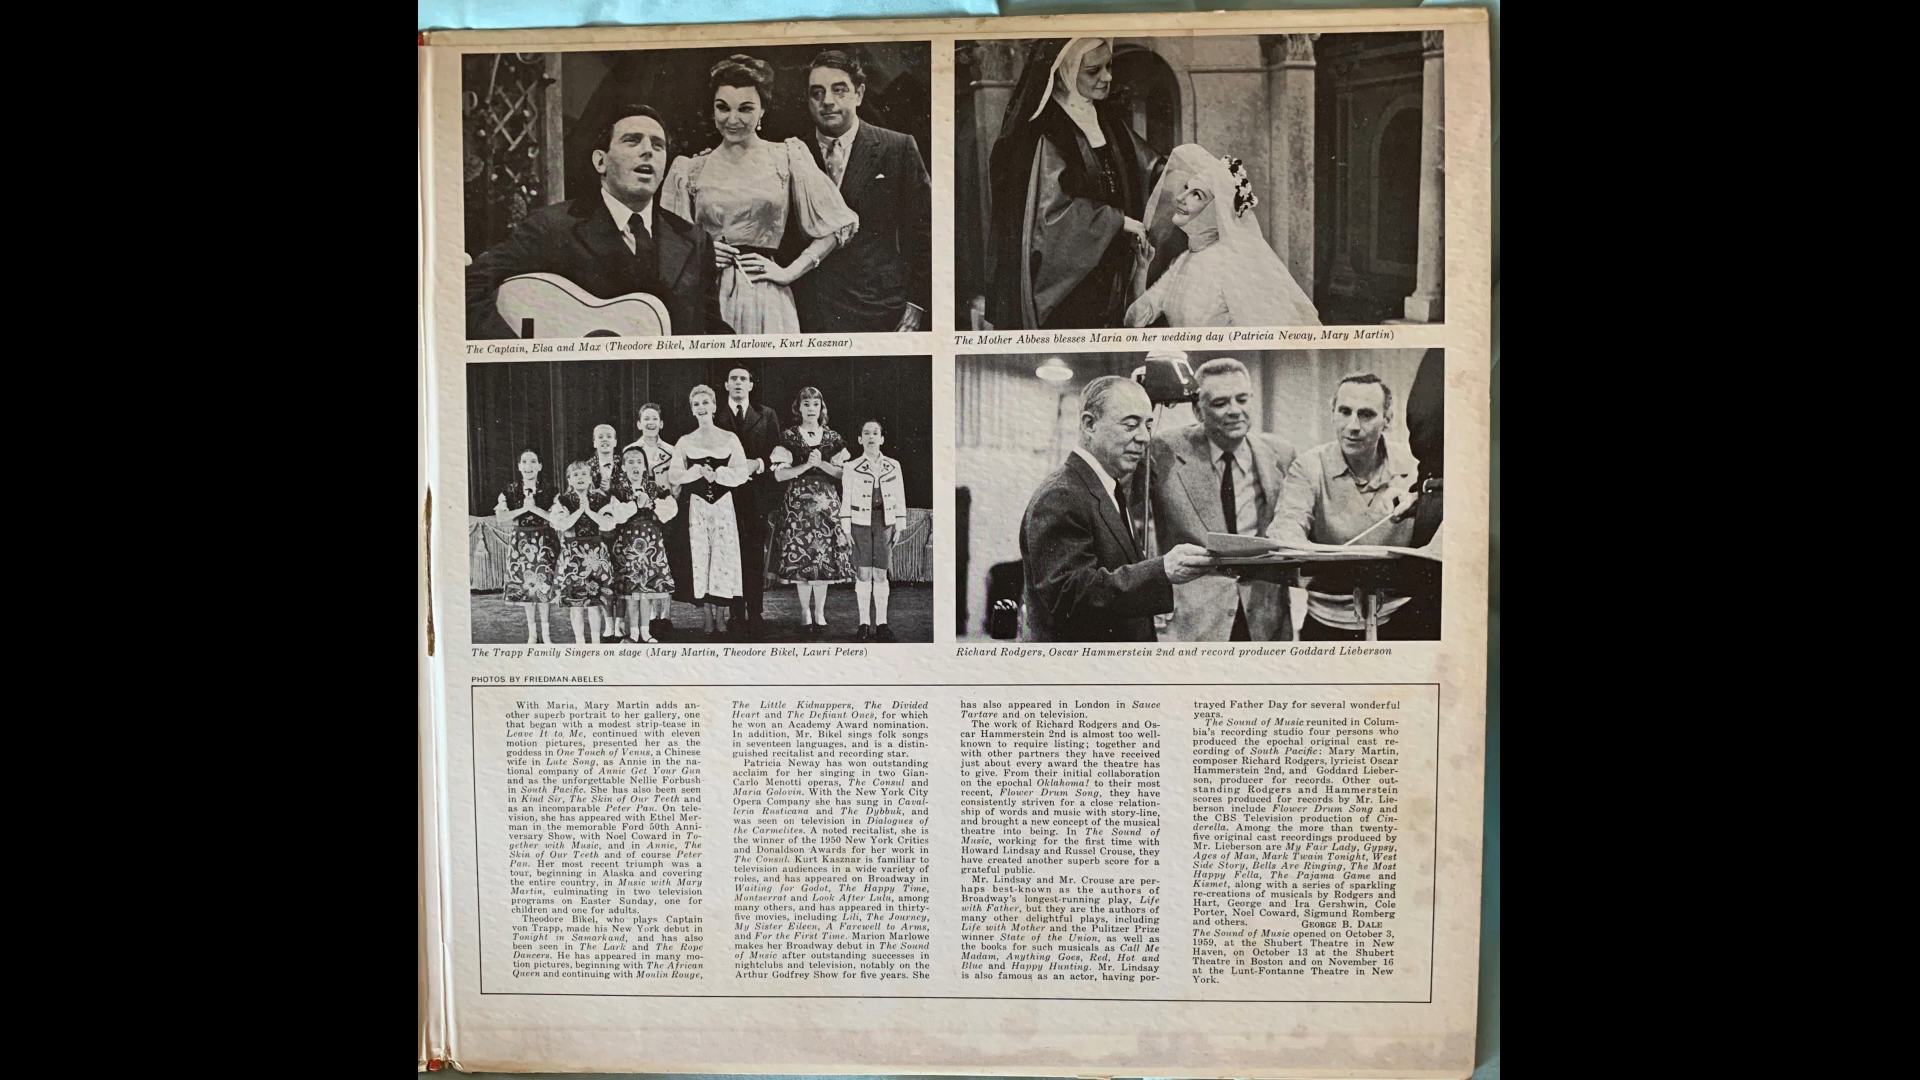 The Captain, Elsa and Max (Theodore Bikel, Marion Marlowe, Kurt Kasznar)
The Mother Abbess blesses Maria on her wedding day (Patricia Neway, Mary Martin)
The Trapp Family Singers on stage (Mary Martin, Theodore Bikel, Lauri Peters)
Richard Rodgers, Oscar Hammerstein 2nd and record producer Goddard Lieberson
PHOTOS BY FRIEDMAN-ABELES
With Maria, Mary Martin adds an-
other superb portrait to her gallery, one
that began with a modest strip-tease in
Leave It to Me, continued with eleven
motion pictures, presented her as the
goddess in One Touch of Venus, a Chinese
wife in Lute Song, as Annie in the na-
tional company of Annie Get Your Gun
and as the unforgettable Nellie Forbush
in South Pacific. She has also been seen
in Kind Sir, The Skin of Our Teeth and
as an incomparable Peter Pan. On tele-
vision, she has appeared with Ethel Mer-
man in the memorable Ford 50th Anni-
versary Show, with Noel Coward in To-
gether with Music, and in Annie, The
Skin of Our Teeth and of course Peter
Pan. Her most recent triumph was a
tour, beginning in Alaska and covering
the entire country, in Music with Mary
Martin, culminating in two television
programs on Easter Sunday, one for
children and one for adults.
Theodore Bikel, who plays Captain
von Trapp, made his New York debut in
Tonight in Samarkand, and has also
been seen in The Lark and The Rope
Dancers. He has appeared in many mo-
tion pictures, beginning with The African
Queen and continuing with Moulin Rouge,
The Little Kidnappers, The Divided
Heart and The Defiant Ones, for which
he won an Academy Award nomination.
In addition, Mr. Bikel sings folk songs
in seventeen languages, and is a distin-
guished recitalist and recording star.
Patricia Neway has won outstanding
acclaim for her singing in two Gian-
Carlo Menotti operas, The Consul and
Maria Golovin. With the New York City
Opera Company she has sung in Caval-
leria Rusticana and The Dybbuk, and
was seen on television in Dialogues of
the Carmelites. A noted recitalist, she is
the winner of the 1950 New York Critics
and Donaldson Awards for her work in
The Consul. Kurt Kasznar is familiar to
television audiences in a wide variety of
roles, and has appeared on Broadway in
Waiting for Godot, The Happy Time,
Montserrat and Look After Lulu, among
many others, and has appeared in thirty-
five movies, including Lili, The Journey,
My Sister Eileen, A Farewell to Arms,
and For the First Time. Marion Marlowe
makes her Broadway debut in The Sound
of Music after outstanding successes in
nightclubs and television, notably on the
Arthur Godfrey Show for five years. She
has also appeared in London in Sauce
Tartare and on television.
The work of Richard Rodgers and Os-
car Hammerstein 2nd is almost too well-
known to require listing; together and
with other partners they have received
just about every award the theatre has
to give. From their initial collaboration
on the epochal Oklahoma! to their most
recent, Flower Drum Song, they have
consistently striven for a close relation-
ship of words and music with story-line,
and brought a new concept of the musical
theatre into being. In The Sound of
Music, working for the first time with
Howard Lindsay and Russel Crouse, they
have created another superb score for a
grateful public.
Mr. Lindsay and Mr. Crouse are per-
haps best-known as the authors of
Broadway's longest-running play, Life
with Father, but they are the authors of
many other delightful plays, including
Life with Mother and the Pulitzer Prize
winner State of the Union, as well as
the books for such musicals as Call Me
Madam, Anything Goes, Red, Hot and
Blue and Happy Hunting. Mr. Lindsay
is also famous as an actor, having por-
trayed Father Day for several wonderful
years.
The Sound of Music reunited in Colum-
bia's recording studio four persons who
produced the epochal original cast re-
cording of South Pacific: Mary Martin,
composer Richard Rodgers, lyricist Oscar
Hammerstein 2nd, and Goddard Lieber-
son, producer for records. Other out-
standing Rodgers and Hammerstein
scores produced for records by Mr. Lie-
berson include Flower Drum Song and
the CBS Television production of Cin-
derella. Among the more than twenty-
five original cast recordings produced by
Mr. Lieberson are My Fair Lady, Gypsy,
Ages of Man, Mark Twain Tonight, West
Side Story, Bells Are Ringing, The Most
Happy Fella, The Pajama Game and
Kismet, along with a series of sparkling
re-creations of musicals by Rodgers and
Hart, George and Ira Gershwin, Cole
Porter, Noel Coward, Sigmund Romberg
and others. GEORGE B. DALE
The Sound of Music opened on October 3,
1959, at the Shubert Theatre in New
Haven, on October 13 at the Shubert
Theatre in Boston and on November 16
at the Lunt-Fontanne Theatre in New
York.